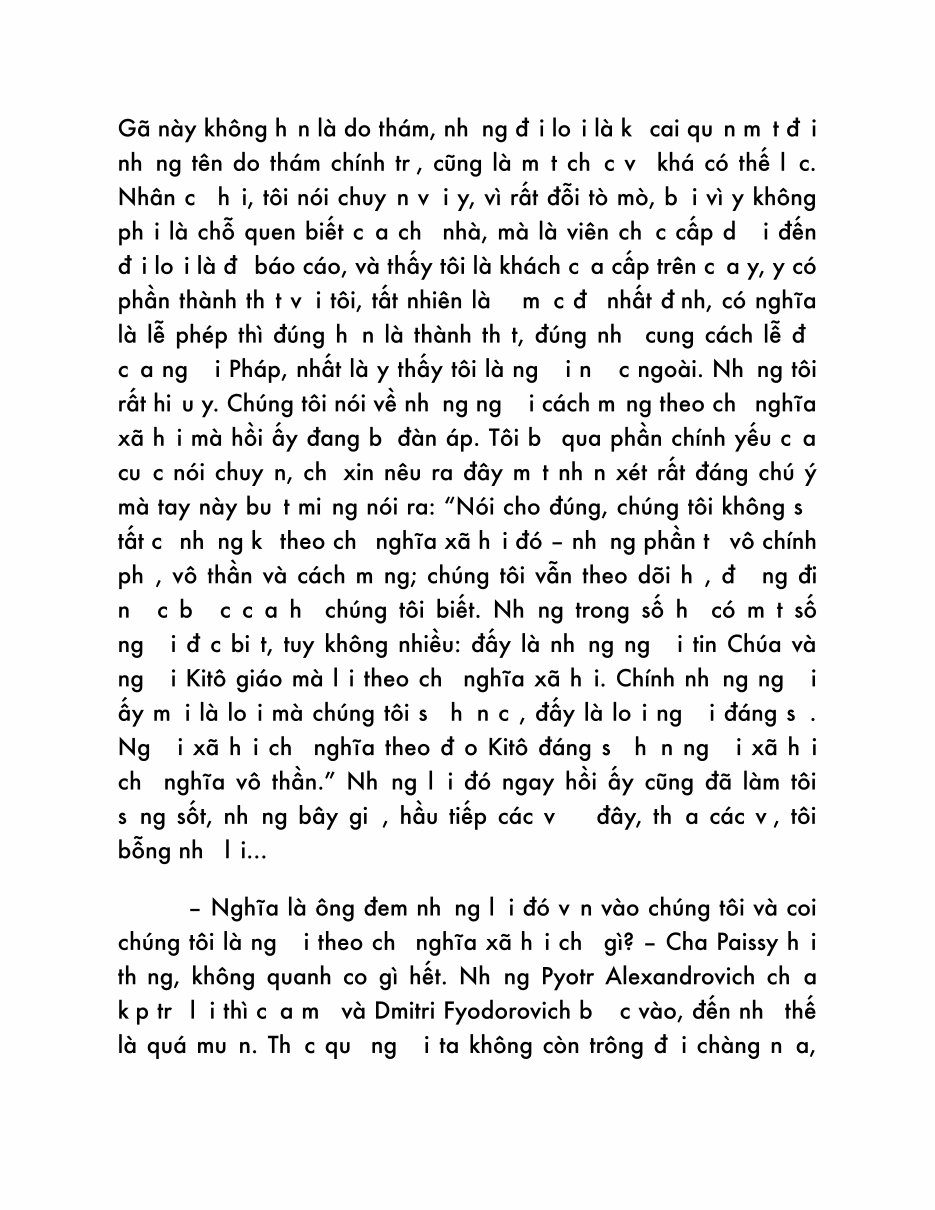 Gã này không h n là do thám, nh ng đ i lo i là k cai qu n m t đ i
nh ng tên do thám chính tr , cũng là m t ch c v khá có thế l c.
Nhân c h i, tôi nói chuy n v i y, vì rất đỗi tò mò, b i vì y không
ph i là chỗ quen biết c a ch nhà, mà là viên ch c cấp d i đến
đ i lo i là đ báo cáo, và thấy tôi là khách c a cấp trên c a y, y có
phần thành th t v i tôi, tất nhiên là m c đ nhất đ nh, có nghĩa
là lễ phép thì đúng h n là thành th t, đúng nh cung cách lễ đ
c a ng i Pháp, nhất là y thấy tôi là ng i n c ngoài. Nh ng tôi
rất hi u y. Chúng tôi nói về nh ng ng i cách m ng theo ch nghĩa
xã h i mà hồi ấy đang b đàn áp. Tôi b qua phần chính yếu c a
cu c nói chuy n, ch xin nêu ra đây m t nh n xét rất đáng chú ý
mà tay này bu t mi ng nói ra: “Nói cho đúng, chúng tôi không s
tất c nh ng k theo ch nghĩa xã h i đó – nh ng phần t vô chính
ph , vô thần và cách m ng; chúng tôi vẫn theo dõi h , đ ng đi
n c b c c a h chúng tôi biết. Nh ng trong số h có m t số
ng i đ c bi t, tuy không nhiều: đấy là nh ng ng i tin Chúa và
ng i Kitô giáo mà l i theo ch nghĩa xã h i. Chính nh ng ng i
ấy m i là lo i mà chúng tôi s h n c , đấy là lo i ng i đáng s .
Ng i xã h i ch nghĩa theo đ o Kitô đáng s h n ng i xã h i
ch nghĩa vô thần.” Nh ng l i đó ngay hồi ấy cũng đã làm tôi
s ng sốt, nh ng bây gi , hầu tiếp các v đây, th a các v , tôi
bỗng nh l i...
– Nghĩa là ông đem nh ng l i đó v n vào chúng tôi và coi
chúng tôi là ng i theo ch nghĩa xã h i ch gì? – Cha Paissy h i
th ng, không quanh co gì hết. Nh ng Pyotr Alexandrovich ch a
k p tr l i thì c a m và Dmitri Fyodorovich b c vào, đến nh thế
là quá mu n. Th c qu ng i ta không còn trông đ i chàng n a,